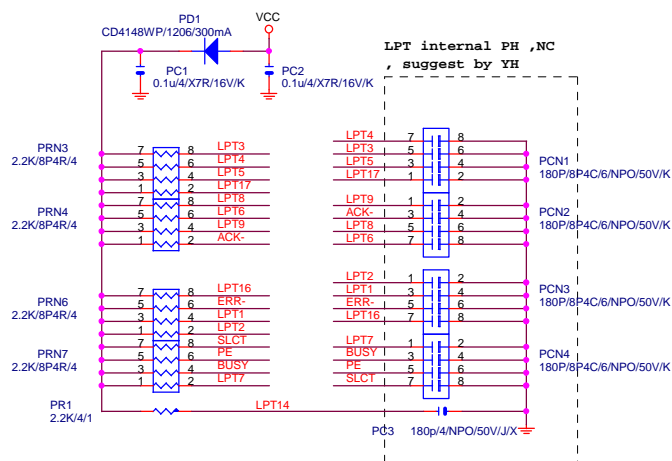 PD1
VCC
CD4148WP/1206/300mA
LPT internal PH ,NC
, suggest by YH
PC1
0.1u/4/X7R/16V/K
PC2
0.1u/4/X7R/16V/K
PRN3
2.2K/8P4R/4
7 8 LPT3
5 6 LPT4
3 4 LPT5
1 2 LPT17
PRN4
2.2K/8P4R/4
7 8 LPT8
5 6 LPT6
3 4 LPT9
1 2 ACK-
LPT4 7 8
LPT3 5 6
LPT5 3 4
LPT17 1 2
PCN1
180P/8P4C/6/NPO/50V/K
LPT9 1 2
ACK- 3 4
LPT8 5 6
LPT6 7 8
PCN2
180P/8P4C/6/NPO/50V/K
PRN6
2.2K/8P4R/4
7 8 LPT16
5 6 ERR-
3 4 LPT1
1 2 LPT2
PRN7
2.2K/8P4R/4
7 8 SLCT
5 6 PE
3 4 BUSY
1 2 LPT7
LPT2 1 2
LPT1 3 4
ERR- 5 6
LPT16 7 8
PCN3
180P/8P4C/6/NPO/50V/K
LPT7 1 2
BUSY 3 4
PE 5 6
SLCT 7 8
PCN4
180P/8P4C/6/NPO/50V/K
PR1
2.2K/4/1
LPT14
PC3
180p/4/NPO/50V/J/X